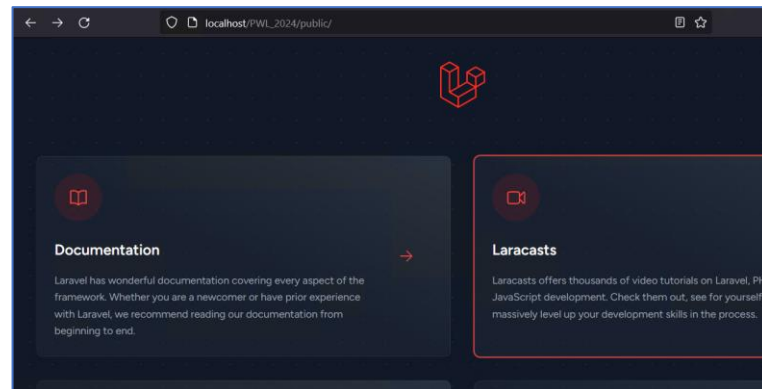 localhost/PWL_2024/public/
Documentation
Laravel has wonderful documentation covering every aspect of the
framework. Whether you are a newcomer or have prior experience
with Laravel, we recommend reading our documentation from
beginning to end.
Laracasts
Laracasts offers thousands of video tutorials on Laravel,
JavaScript development. Check them out, see for yourself
massively level up your development skills in the process.